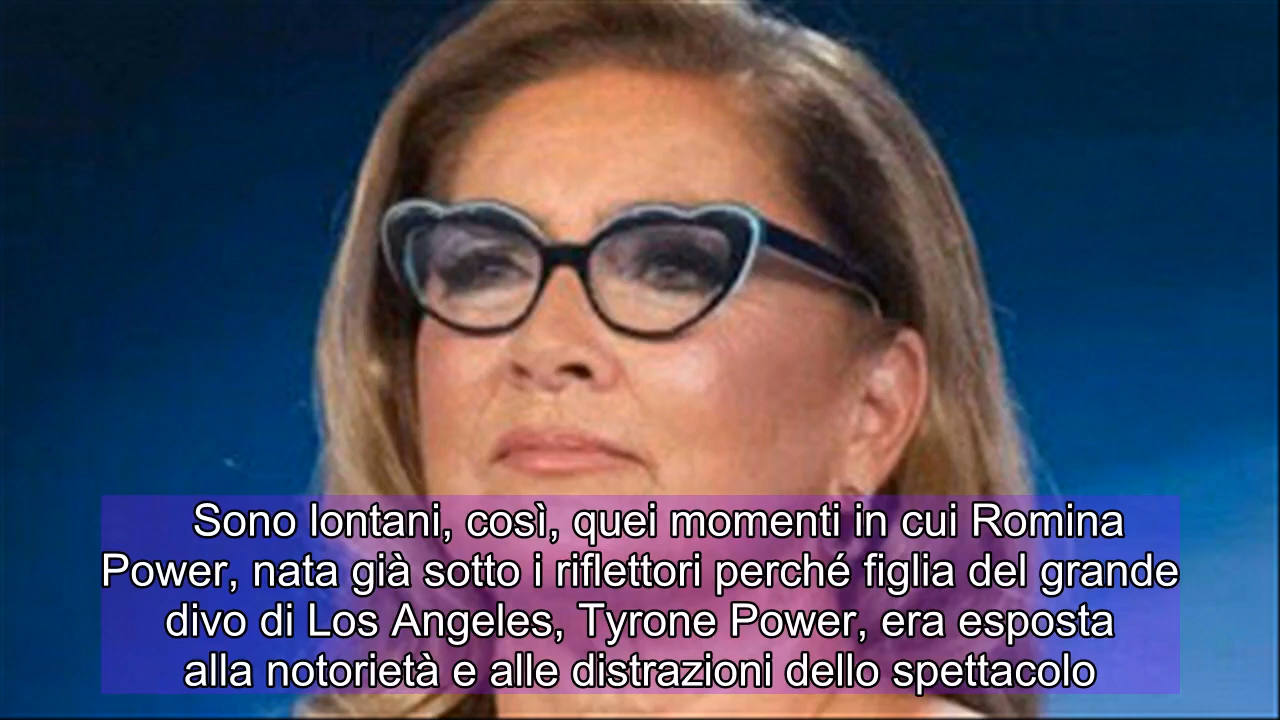 Sono lontani, così, quei momenti in cui Romina
Power, nata già sotto i riflettori perché figlia del grande
divo di Los Angeles, Tyrone Power, era esposta
alla notorietà e alle distrazioni dello spettacolo